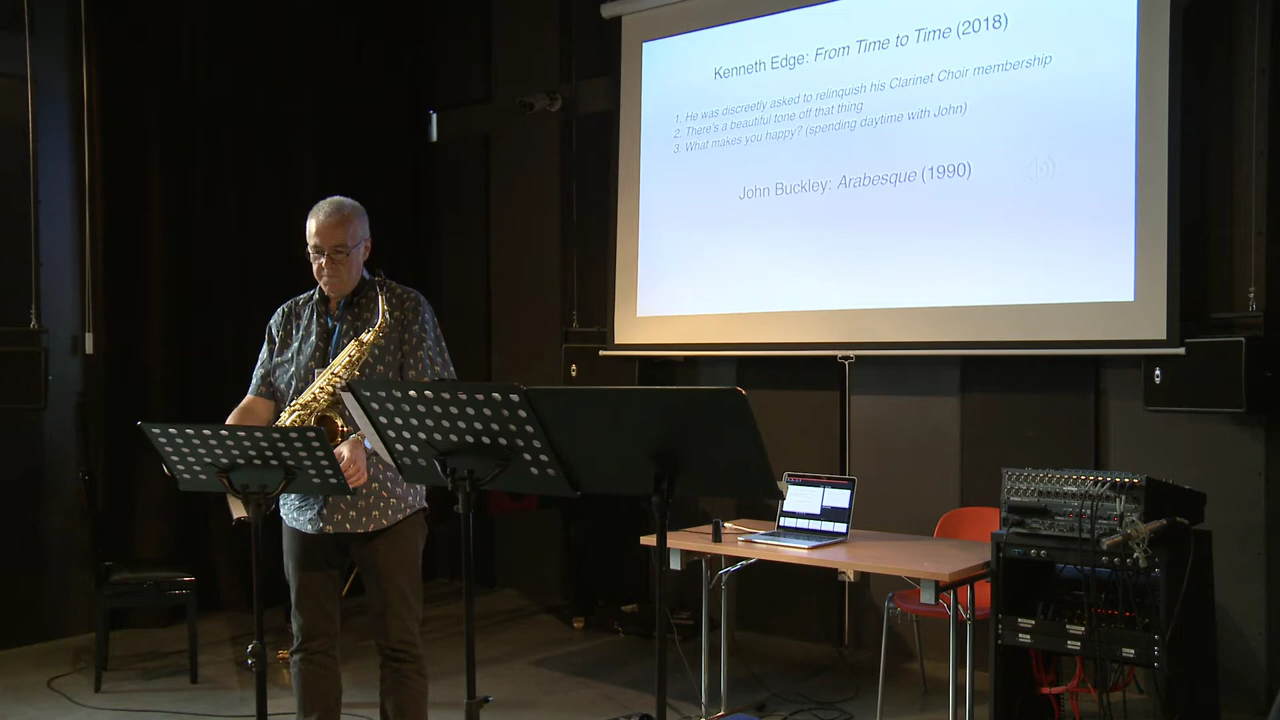 Kenneth Edge: From Time to Time (2018)
1. He was discreetly asked to relinquish his Clarinet Choir membership
2. There's a beautiful tone off that thing
3. What makes you happy? (spending daytime with John)
John Buckley: Arabesque (1990)